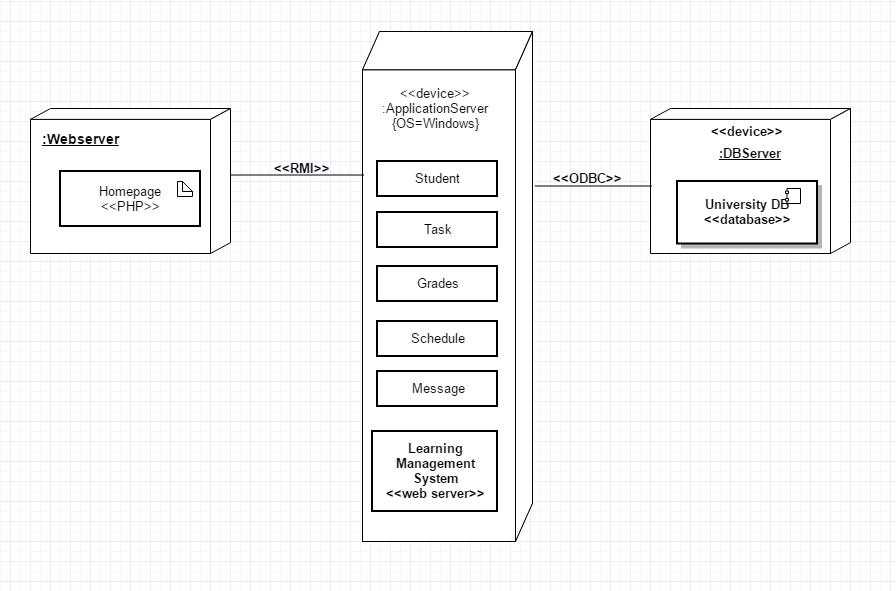 :Webserver
Homepage
<<PHP>>
<<RMI>>
<<device>>
:ApplicationServer
{OS=Windows}
Student
Task
Grades
Schedule
Message
Learning
Management
System
<<web server>>
<<ODBC>>
<<device>>
:DBServer
University DB
<<database>>